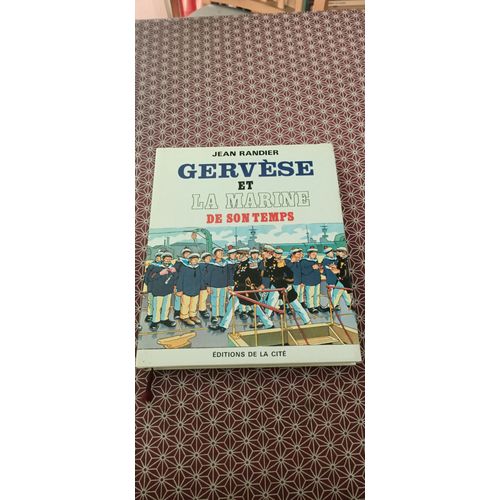 JEAN RANDIER
GERVÈSE
ET
LA MARINE
DE SON TEMPS
ÉDITIONS DE LA CITÉ